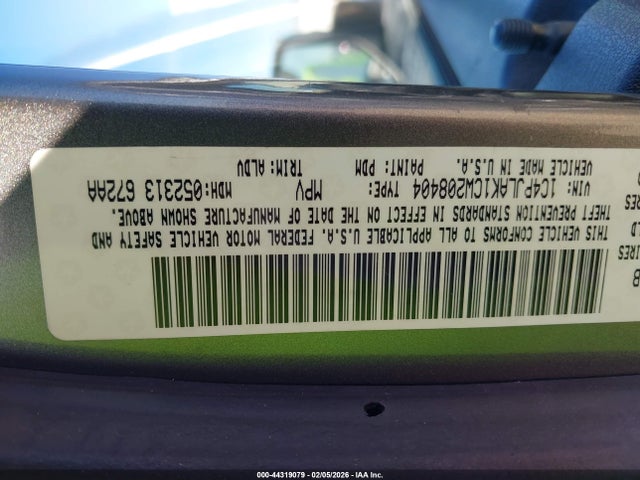 THIS VEHICLE CONFORMS TO ALL APPLICABLE U.S.A. FEDERAL MOTOR VEHICLE SAFETY AND
THEFT PREVENTION STANDARDS IN EFFECT ON THE DATE OF MANUFACTURE SHOWN ABOVE.
VIN: 1C4PJLAK1CW208404 TYPE: MPV MDH:052313 672AA
VEHICLE MADE IN U.S.A. PAINT: PDM TRIM: ALDV
000-44319079 - 02/05/2026 - IAA Inc.